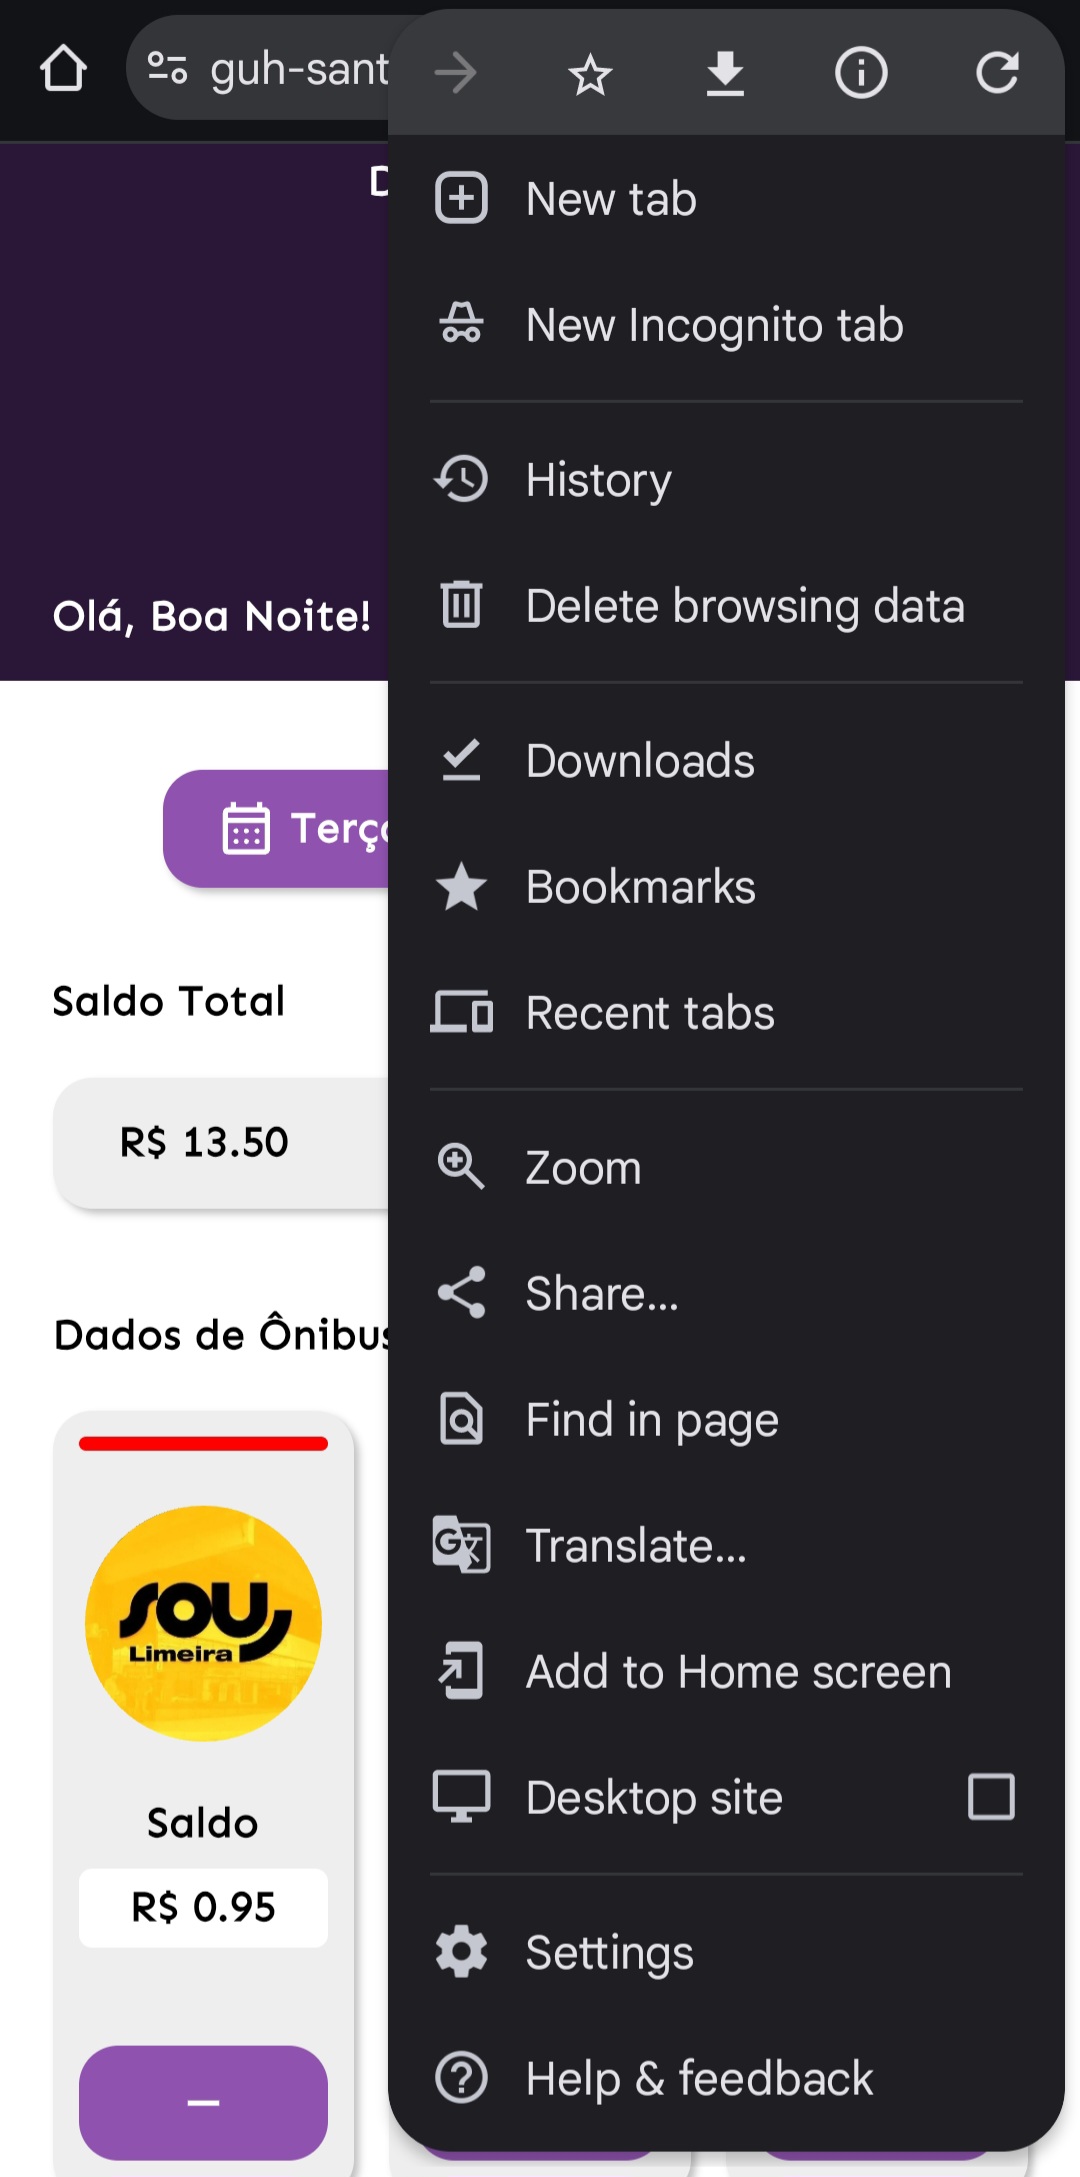 guh-sant
New tab
New Incognito tab
History
Delete browsing data
Olá, Boa Noite!
Downloads
Terç
Bookmarks
Saldo Total
Recent tabs
R$ 13.50
Zoom
Share...
Dados de Ônibus
Find in page
Translate...
sou
Limeira
Add to Home screen
Desktop site
Saldo
R$ 0.95
Settings
Help & feedback